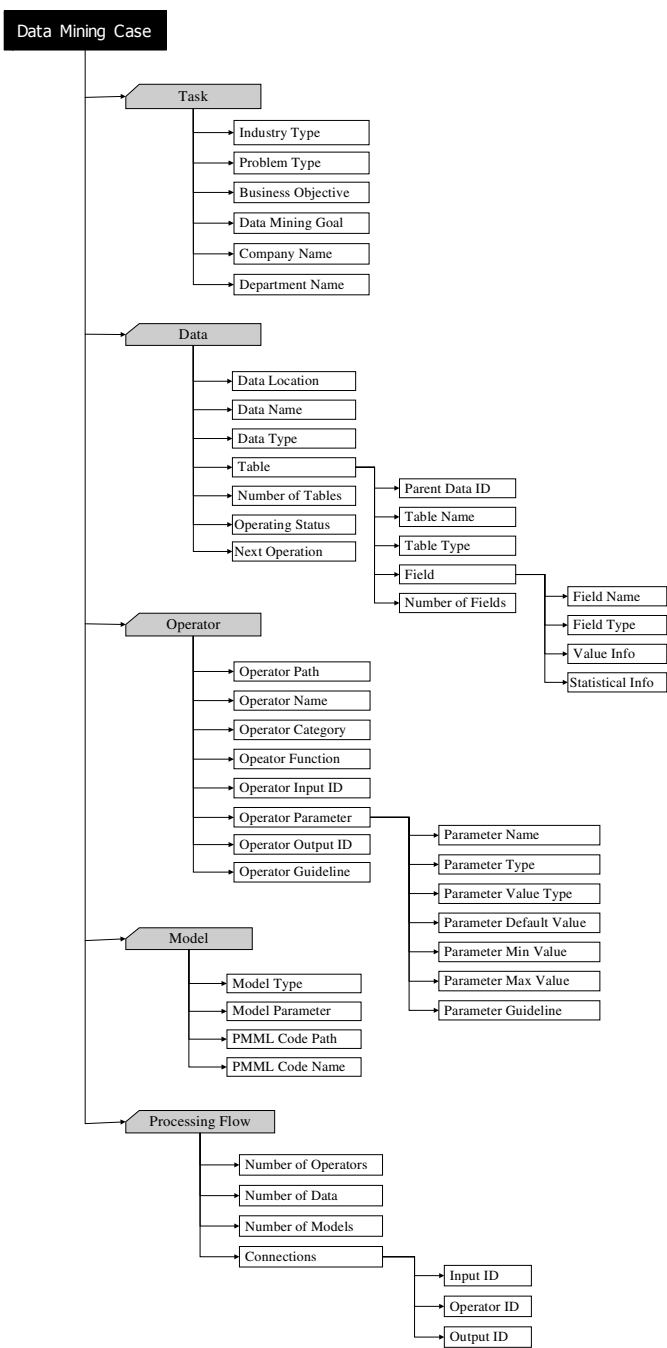 Data Mining Case
Task
Industry Type
Problem Type
Business Objective
Data Mining Goal
Company Name
Department Name
Data
Data Location
Data Name
Data Type
Table
Number of Tables
Operating Status
Next Operation
Parent Data ID
Table Name
Table Type
Field
Number of Fields
Field Name
Field Type
Value Info
Statistical Info
Operator
Operator Path
Operator Name
Operator Category
Opeator Function
Operator Input ID
Operator Parameter
Operator Output ID
Operator Guideline
Parameter Name
Parameter Type
Parameter Value Type
Parameter Default Value
Parameter Min Value
Parameter Max Value
Parameter Guideline
Model
Model Type
Model Parameter
PMML Code Path
PMML Code Name
Processing Flow
Number of Operators
Number of Data
Number of Models
Connections
Input ID
Operator ID
Output ID